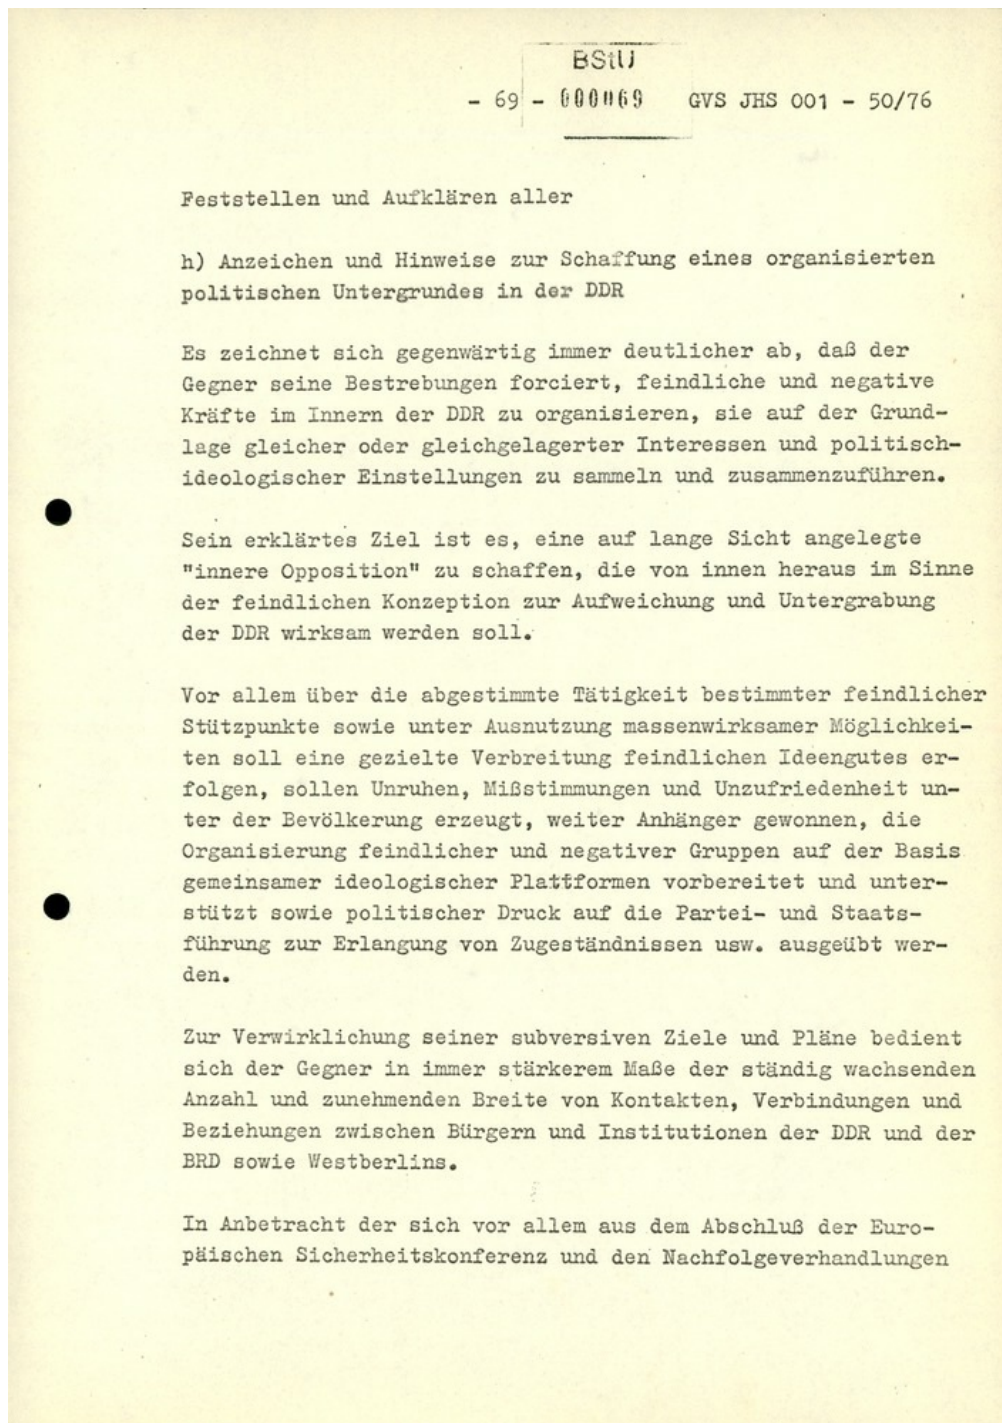 BStU
- 69 - 000069 GVS JHS 001 - 50/76
Feststellen und Aufklären aller
h) Anzeichen und Hinweise zur Schaffung eines organisierten
politischen Untergrundes in der DDR
Es zeichnet sich gegenwärtig immer deutlicher ab, daß der
Gegner seine Bestrebungen forciert, feindliche und negative
Kräfte im Innern der DDR zu organisieren, sie auf der Grund-
lage gleicher oder gleichgelagerter Interessen und politisch-
ideologischer Einstellungen zu sammeln und zusammenzuführen.
Sein erklärtes Ziel ist es, eine auf lange Sicht angelegte
"innere Opposition" zu schaffen, die von innen heraus im Sinne
der feindlichen Konzeption zur Aufweichung und Untergrabung
der DDR wirksam werden soll.
Vor allem über die abgestimmte Tätigkeit bestimmter feindlicher
Stützpunkte sowie unter Ausnutzung massenwirksamer Möglichkei-
ten soll eine gezielte Verbreitung feindlichen Ideengutes er-
folgen, sollen Unruhen, Mißstimmungen und Unzufriedenheit un-
ter der Bevölkerung erzeugt, weiter Anhänger gewonnen, die
Organisierung feindlicher und negativer Gruppen auf der Basis
gemeinsamer ideologischer Plattformen vorbereitet und unter-
stützt sowie politischer Druck auf die Partei- und Staats-
führung zur Erlangung von Zugeständnissen usw. ausgeübt wer-
den.
Zur Verwirklichung seiner subversiven Ziele und Pläne bedient
sich der Gegner in immer stärkerem Maße der ständig wachsenden
Anzahl und zunehmenden Breite von Kontakten, Verbindungen und
Beziehungen zwischen Bürgern und Institutionen der DDR und der
BRD sowie Westberlins.
In Anbetracht der sich vor allem aus dem Abschluß der Euro-
päischen Sicherheitskonferenz und den Nachfolgeverhandlungen